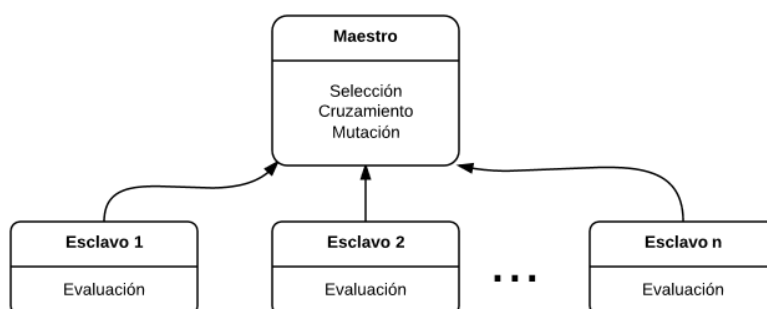 Maestro
Selección
Cruzamiento
Mutación
Esclavo 1
Evaluación
Esclavo 2
Evaluación
...
Esclavo n
Evaluación